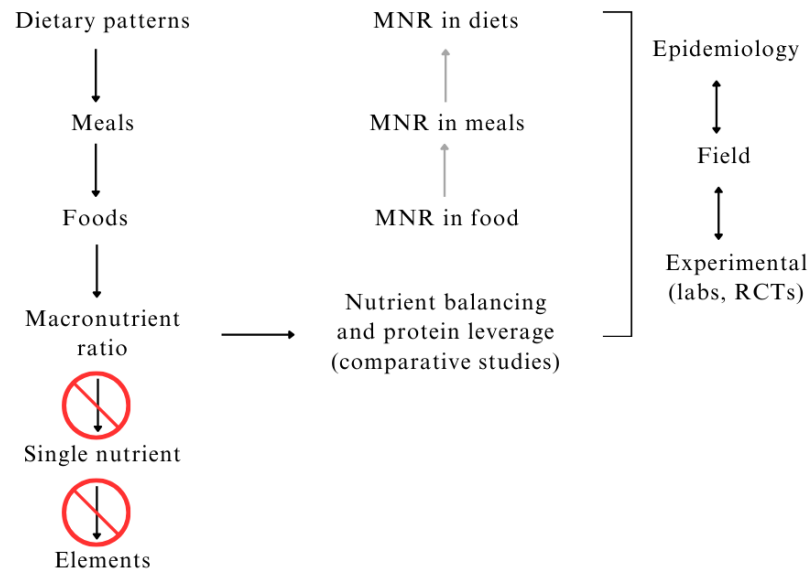 Dietary patterns
Meals
Foods
Macronutrient
ratio
Single nutrient
Elements
MNR in diets
MNR in meals
MNR in food
Nutrient balancing
and protein leverage
(comparative studies)
Epidemiology
Field
Experimental
(labs, RCTs)